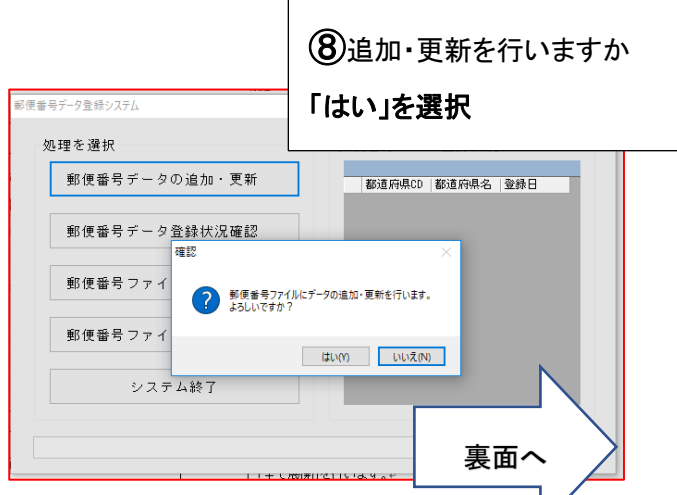 ⑧追加・更新を行いますか
「はい」を選択
郵便番号データ登録システム
処理を選択
郵便番号データの追加・更新
都道府県CD 都道府県名 登録日
郵便番号データ登録状況確認
確認
郵便番号ファイ
郵便番号ファイルにデータの追加・更新を行います。
よろしいですか?
郵便番号ファイ
はい(Y) いいえ(N)
システム終了
裏面へ